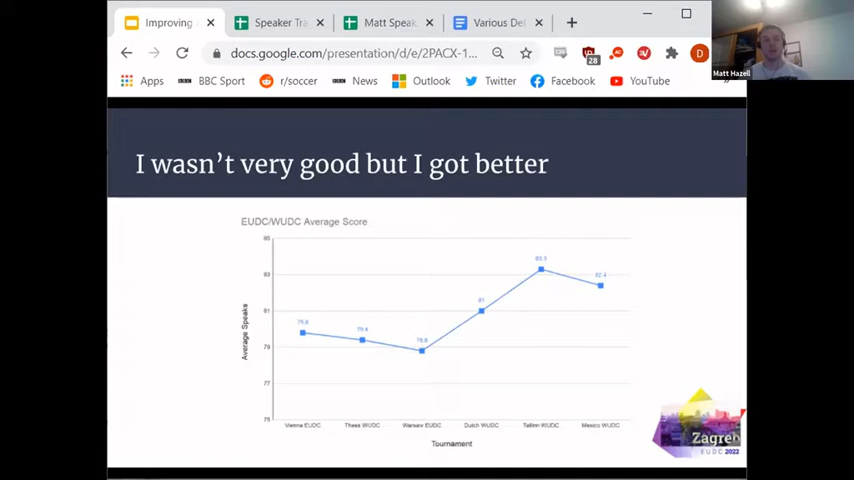 Improving
Speaker Tra
Matt Speak
Various De
docs.google.com/presentation/d/e/2PACX-1...
28
D
Apps
BBC Sport
r/soccer
News
Outlook
Twitter
Facebook
YouTube
Matt Hazell
I wasn't very good but I got better
EUDC/WUDC Average Score
85
83
81
79
77
75
Average Speaks
79.8
79.4
78.8
81
83.3
82.4
Vienna EUDC
Thess WUDC
Warsaw EUDC
Dutch WUDC
Tallinn WUDC
Mexico WUDC
Tournament
Zagreb
EUDC 2022